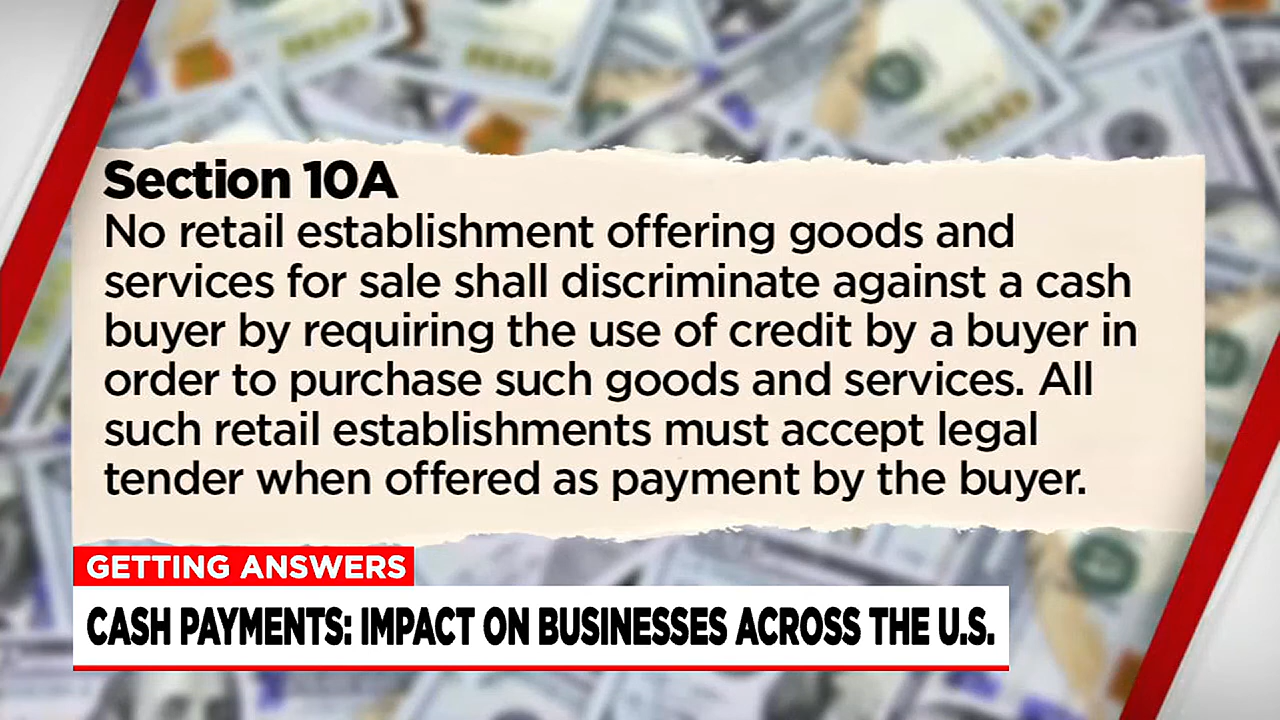 Section 10A
No retail establishment offering goods and
services for sale shall discriminate against a cash
buyer by requiring the use of credit by a buyer in
order to purchase such goods and services. All
such retail establishments must accept legal
tender when offered as payment by the buyer.
GETTING ANSWERS
CASH PAYMENTS: IMPACT ON BUSINESSES ACROSS THE U.S.